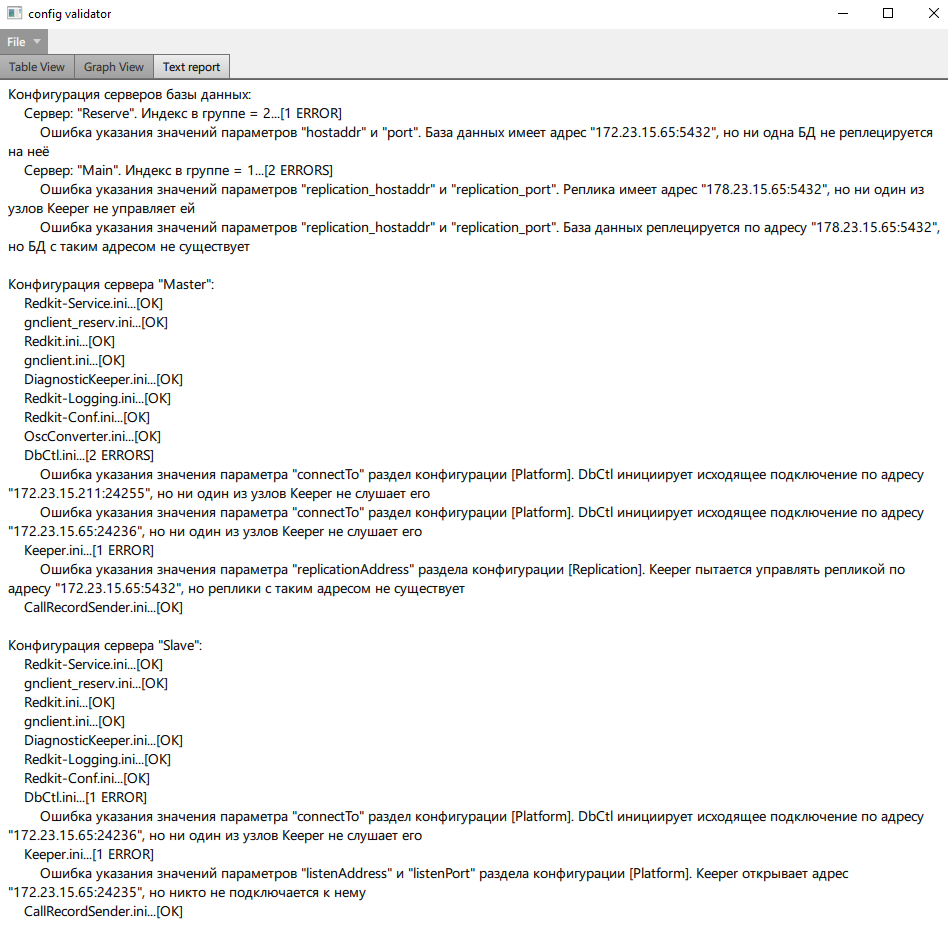 config validator
File
Table View Graph View Text report
Конфигурация серверов базы данных:
Сервер: "Reserve". Индекс в группе = 2...[1 ERROR]
Ошибка указания значений параметров "hostaddr" и "port". База данных имеет адрес "172.23.15.65:5432", но ни одна БД не реплецируется
на неё
Сервер: "Main". Индекс в группе = 1...[2 ERRORS]
Ошибка указания значений параметров "replication_hostaddr" и "replication_port". Реплика имеет адрес "178.23.15.65:5432", но ни один из
узлов Keeper не управляет ей
Ошибка указания значений параметров "replication_hostaddr" и "replication_port". База данных реплецируется по адресу "178.23.15.65:5432",
но БД с таким адресом не существует
Конфигурация сервера "Master":
Redkit-Service.ini...[OK]
gnclient_reserv.ini...[OK]
Redkit.ini...[OK]
gnclient.ini...[OK]
DiagnosticKeeper.ini...[OK]
Redkit-Logging.ini...[OK]
Redkit-Conf.ini...[OK]
OscConverter.ini...[OK]
DbCtl.ini...[2 ERRORS]
Ошибка указания значения параметра "connectTo" раздел конфигурации [Platform]. DbCtl инициирует исходящее подключение по адресу
"172.23.15.211:24255", но ни один из узлов Keeper не слушает его
Ошибка указания значения параметра "connectTo" раздел конфигурации [Platform]. DbCtl инициирует исходящее подключение по адресу
"172.23.15.65:24236", но ни один из узлов Keeper не слушает его
Keeper.ini...[1 ERROR]
Ошибка указания значения параметра "replicationAddress" раздела конфигурации [Replication]. Keeper пытается управлять репликой по
адресу "172.23.15.65:5432", но реплики с таким адресом не существует
CallRecordSender.ini...[OK]
Конфигурация сервера "Slave":
Redkit-Service.ini...[OK]
gnclient_reserv.ini...[OK]
Redkit.ini...[OK]
gnclient.ini...[OK]
DiagnosticKeeper.ini...[OK]
Redkit-Logging.ini...[OK]
Redkit-Conf.ini...[OK]
DbCtl.ini...[1 ERROR]
Ошибка указания значения параметра "connectTo" раздел конфигурации [Platform]. DbCtl инициирует исходящее подключение по адресу
"172.23.15.65:24236", но ни один из узлов Keeper не слушает его
Keeper.ini...[1 ERROR]
Ошибка указания значений параметров "listenAddress" и "listenPort" раздела конфигурации [Platform]. Keeper открывает адрес
"172.23.15.65:24235", но никто не подключается к нему
CallRecordSender.ini...[OK]